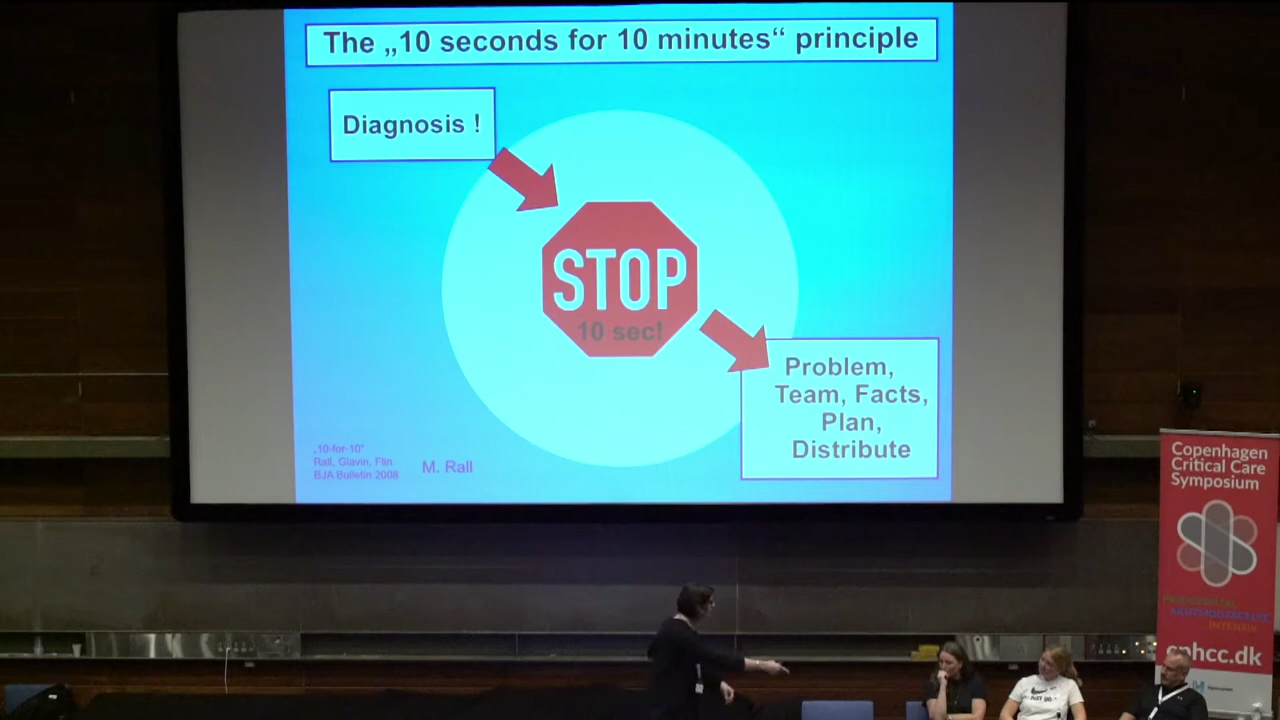 The „10 seconds for 10 minutes“ principle
Diagnosis !
STOP
10 sec!
Problem,
Team, Facts,
Plan,
Distribute
„10-for-10“
Rall, Glavin, Flin
BJA Bulletin 2008
M. Rall
Copenhagen
Critical Care
Symposium
INTENSIV
cphcc.dk